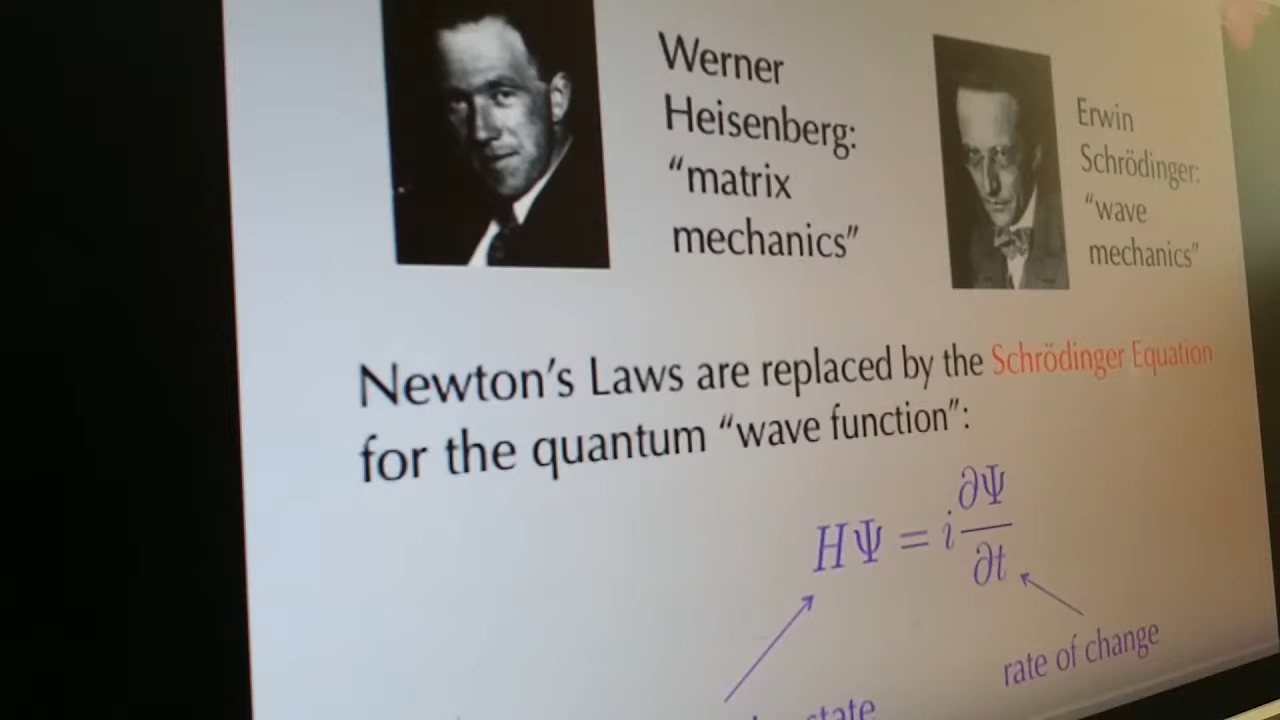 Werner
Heisenberg:
“matrix
mechanics”
Erwin
Schrödinger:
“wave
mechanics”
Newton’s Laws are replaced by the Schrödinger Equation
for the quantum “wave function”:
HΨ = i ∂Ψ/∂t
rate of change
state